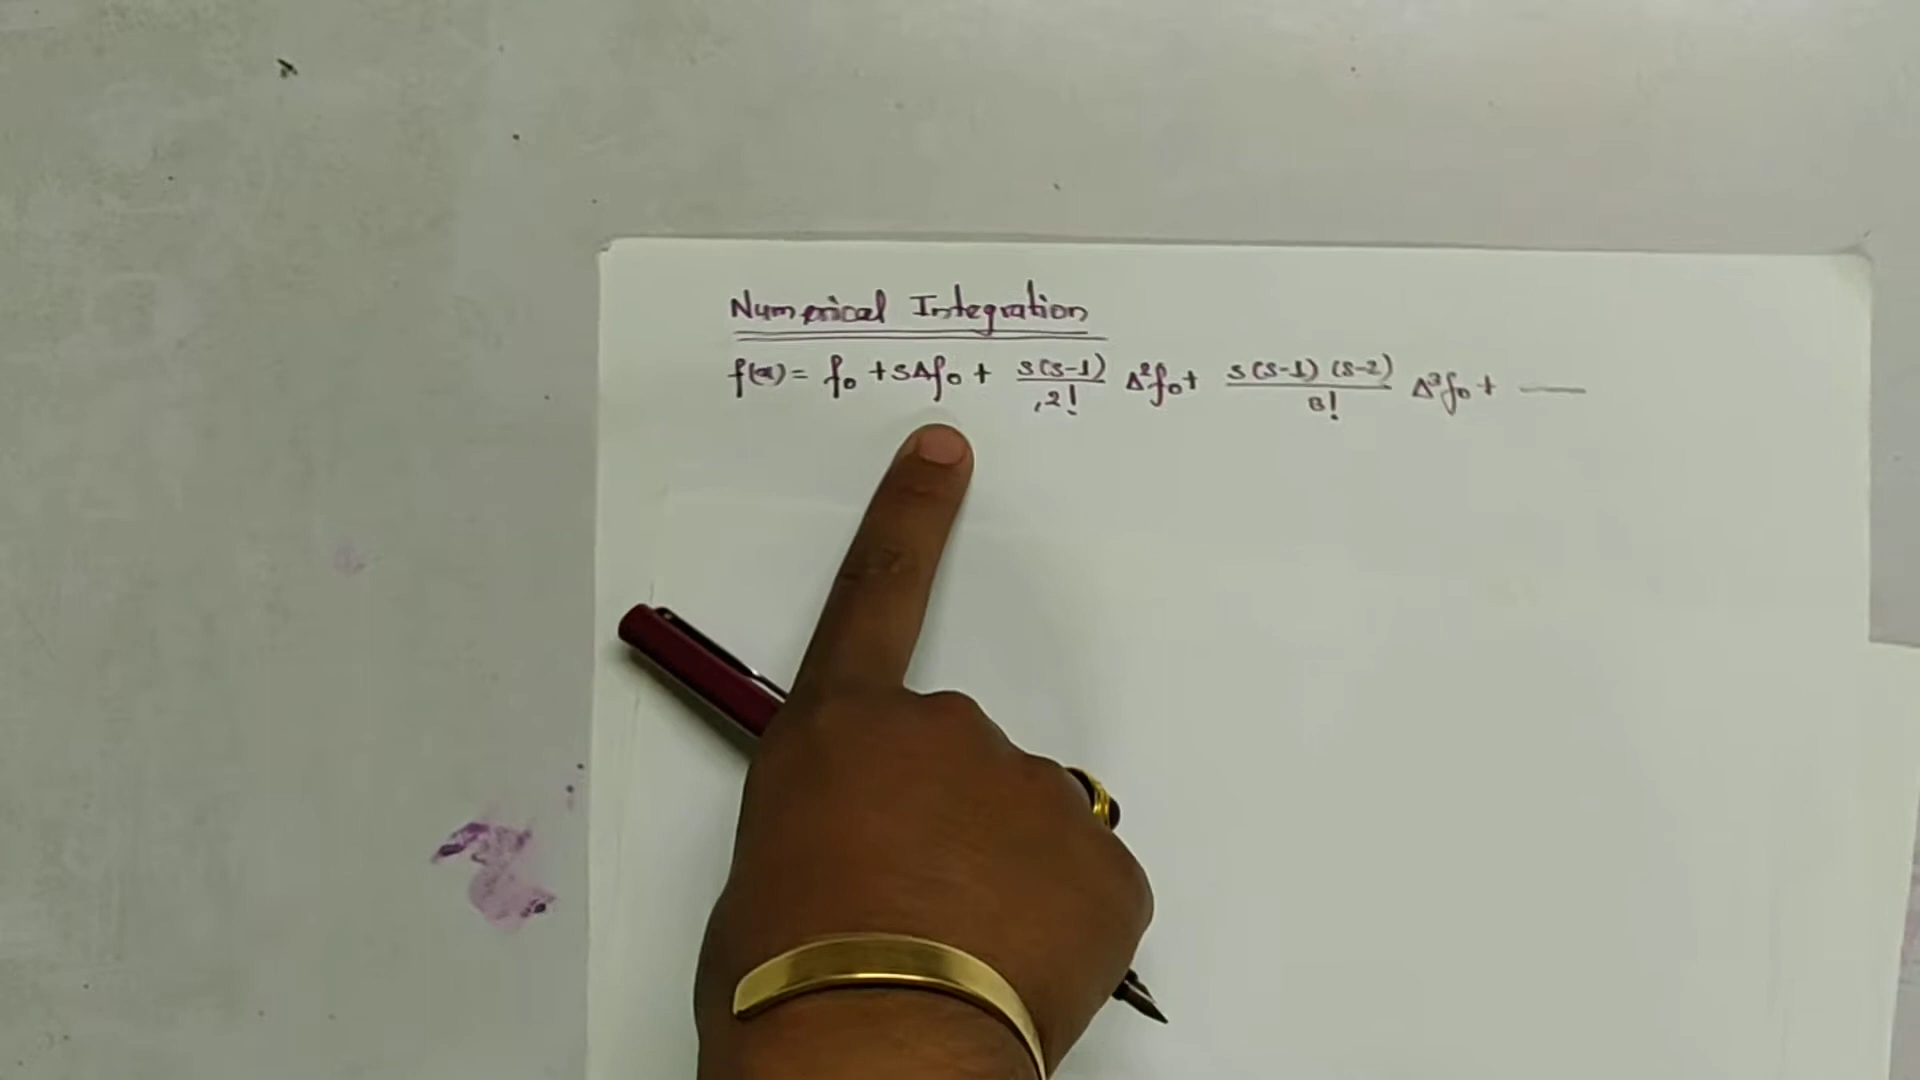 Numerical Integration
f(x) = f₀ + sΔf₀ + s(s-1)/2! Δ²f₀ + s(s-1)(s-2)/3! Δ³f₀ + ——